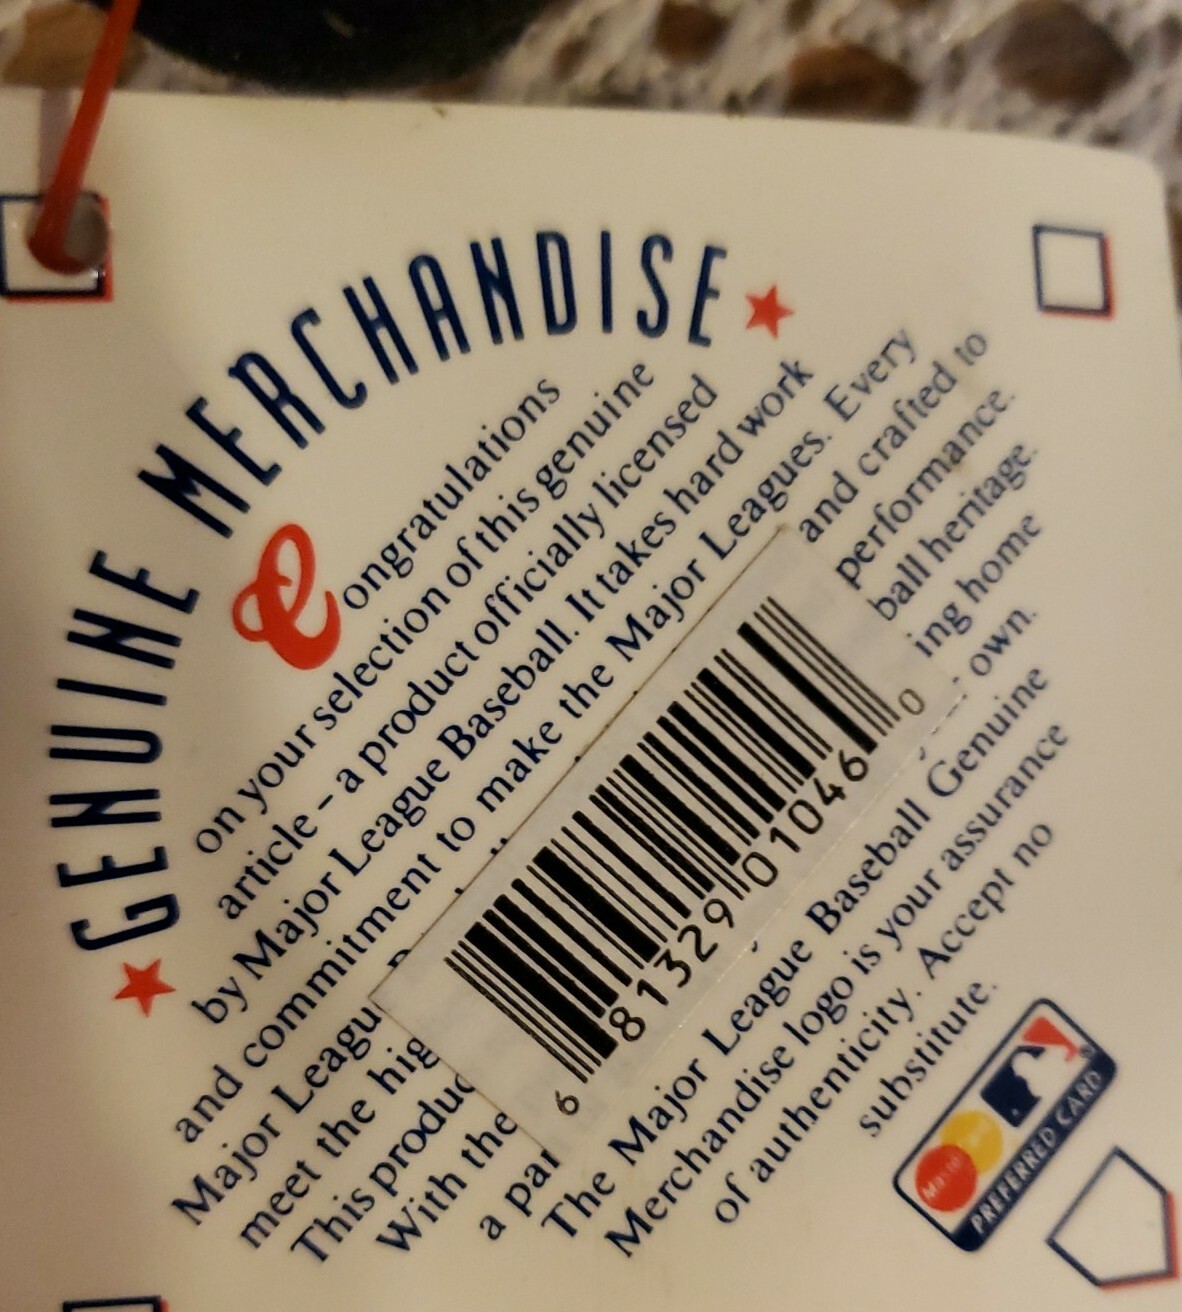 GENUINE MERCHANDISE
Congratulations
on your selection of this genuine
article – a product officially licensed
by Major League Baseball. It takes hard work
and commitment to make the Major Leagues. Every
Major Leagu and crafted to
meet the hig performance.
This produc ball heritage.
With the ing home
a par own.
The Major League Baseball Genuine
Merchandise logo is your assurance
of authenticity. Accept no
substitute.
6 81329 01046 0
PREFERRED CARD